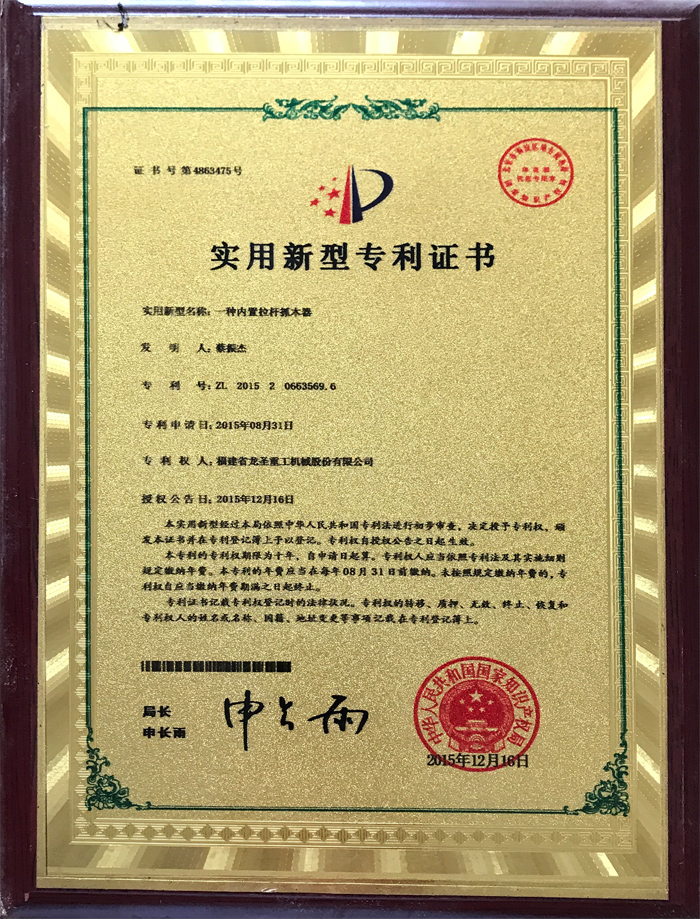 证书号第4863475号
实用新型专利证书
实用新型名称：一种内置拉杆抓木器
发 明 人：蔡振杰
专 利 号：ZL 2015 2 0663569.6
专利申请日：2015年08月31日
专 利 权 人：福建省龙圣重工机械股份有限公司
授权公告日：2015年12月16日
本实用新型经过本局依照中华人民共和国专利法进行初步审查，决定授予专利权，颁
发本证书并在专利登记簿上予以登记。专利权自授权公告之日起生效。
本专利的专利权期限为十年，自申请日起算。专利权人应当依照专利法及其实施细则
规定缴纳年费。本专利的年费应当在每年08月31日前缴纳。未按照规定缴纳年费的，专
利权自应当缴纳年费期满之日起终止。
专利证书记载专利权登记时的法律状况。专利权的转移、质押、无效、终止、恢复和
专利权人的姓名或名称、国籍、地址变更等事项记载在专利登记簿上。
局长
申长雨
申长雨
中华人民共和国国家知识产权局
2015年12月16日